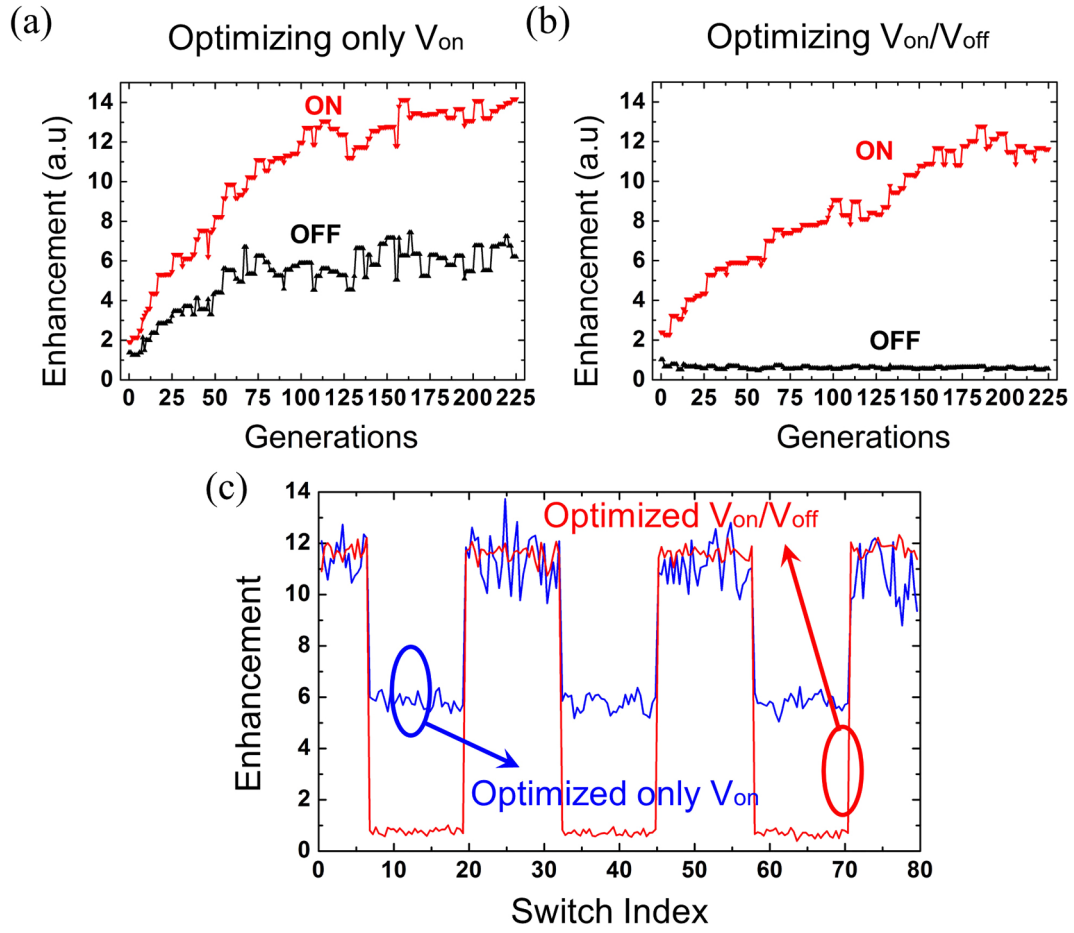 (a)
Optimizing only Von
Enhancement (a.u)
14
12
10
8
6
4
2
0
ON
OFF
0 25 50 75 100 125 150 175 200 225
Generations
(b)
Optimizing Von/Voff
Enhancement (a.u)
14
12
10
8
6
4
2
0
ON
OFF
0 25 50 75 100 125 150 175 200 225
Generations
(c)
Enhancement
14
12
10
8
6
4
2
0
Optimized Von/Voff
Optimized only Von
0 10 20 30 40 50 60 70 80
Switch Index